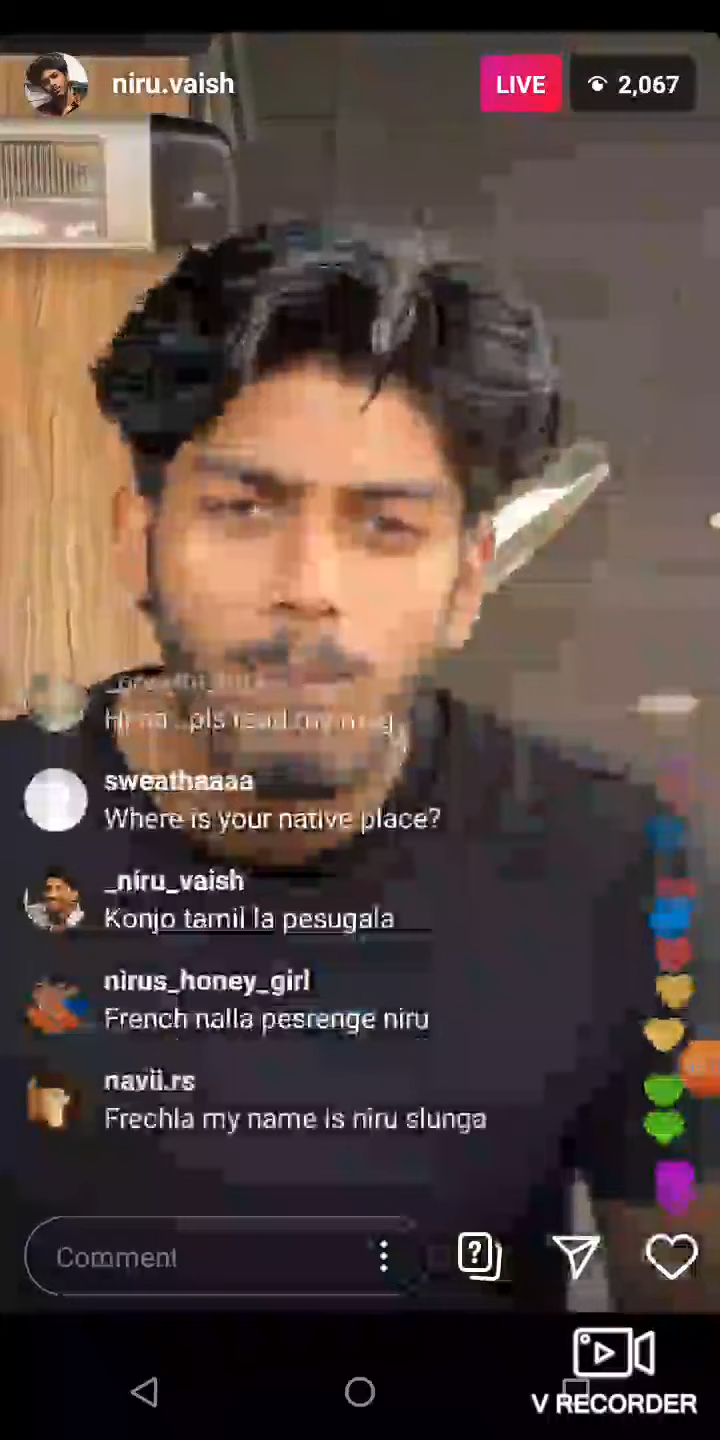 niru.vaish
LIVE
2,067
sweathaaaa
Where is your native place?
_niru_vaish
Konjo tamil la pesugala
nirus_honey_girl
French nalla pesrenge niru
navii.rs
Frechla my name is niru slunga
Comment
V RECORDER